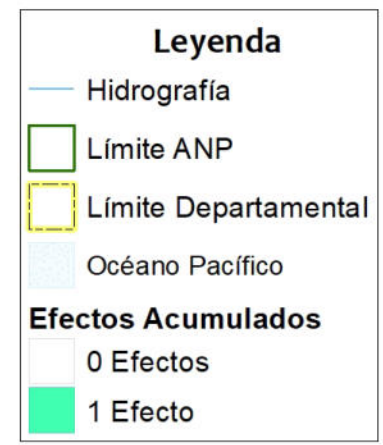 Leyenda
Hidrografía
Límite ANP
Límite Departamental
Océano Pacífico
Efectos Acumulados
0 Efectos
1 Efecto